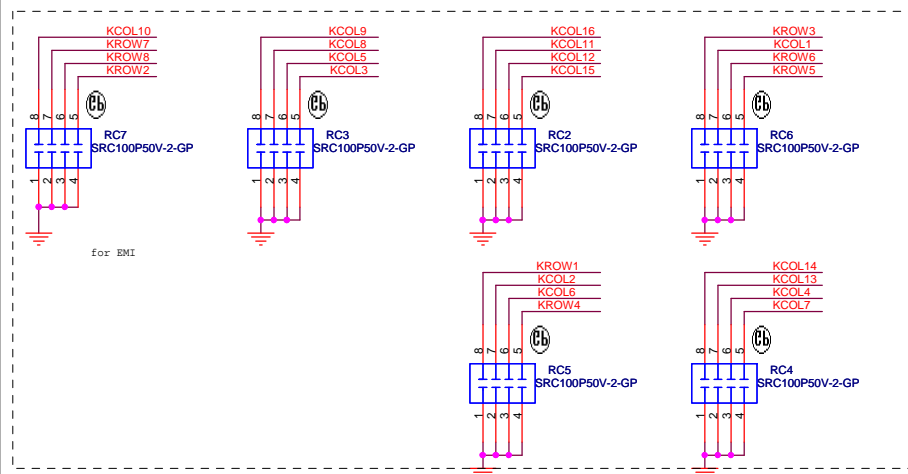 KCOL10
KROW7
KROW8
KROW2
8 7 6 5
RC7
SRC100P50V-2-GP
1 2 3 4
KCOL9
KCOL8
KCOL5
KCOL3
8 7 6 5
RC3
SRC100P50V-2-GP
1 2 3 4
KCOL16
KCOL11
KCOL12
KCOL15
8 7 6 5
RC2
SRC100P50V-2-GP
1 2 3 4
KROW3
KCOL1
KROW6
KROW5
8 7 6 5
RC6
SRC100P50V-2-GP
1 2 3 4
for EMI
KROW1
KCOL2
KCOL6
KROW4
8 7 6 5
RC5
SRC100P50V-2-GP
1 2 3 4
KCOL14
KCOL13
KCOL4
KCOL7
8 7 6 5
RC4
SRC100P50V-2-GP
1 2 3 4